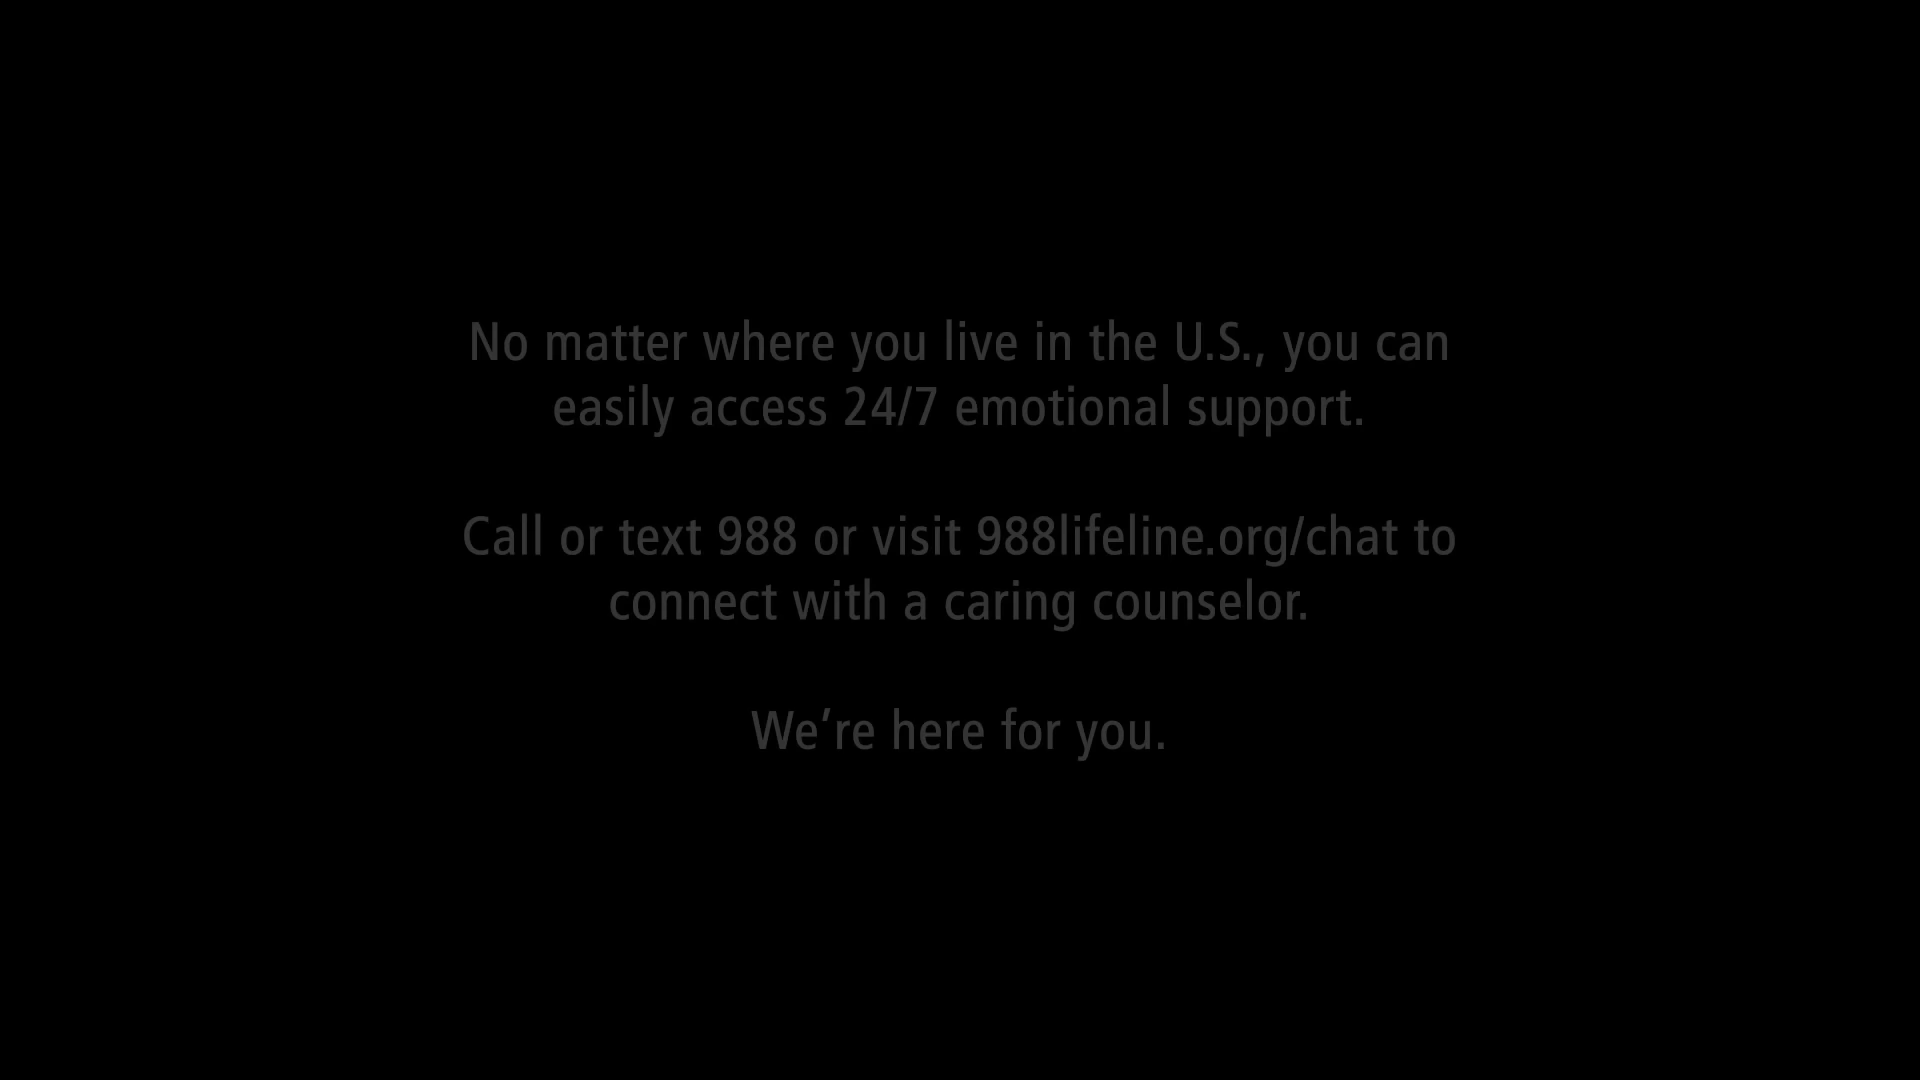 No matter where you live in the U.S., you can
easily access 24/7 emotional support.
Call or text 988 or visit 988lifeline.org/chat to
connect with a caring counselor.
We’re here for you.